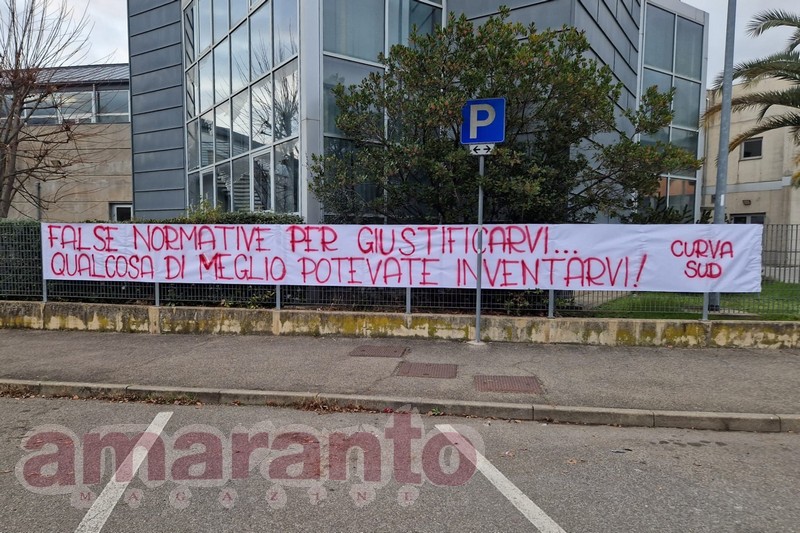 P
FALSE NORMATIVE PER GIUSTIFICARVI...
QUALCOSA DI MEGLIO POTEVATE INVENTARVI!
CURVA
SUD
amaranto
MAGAZINE